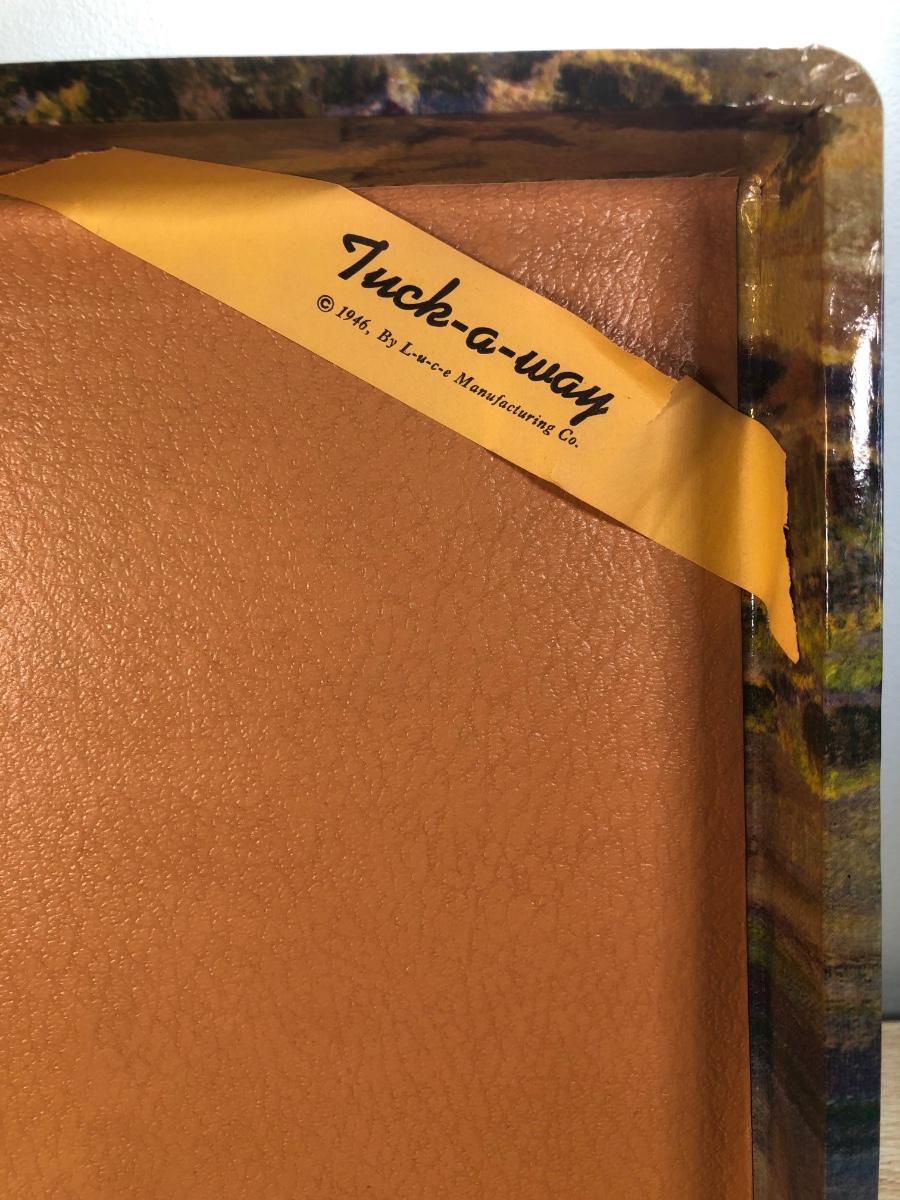 Tuck-a-way
© 1946, By L-u-c-e Manufacturing Co.